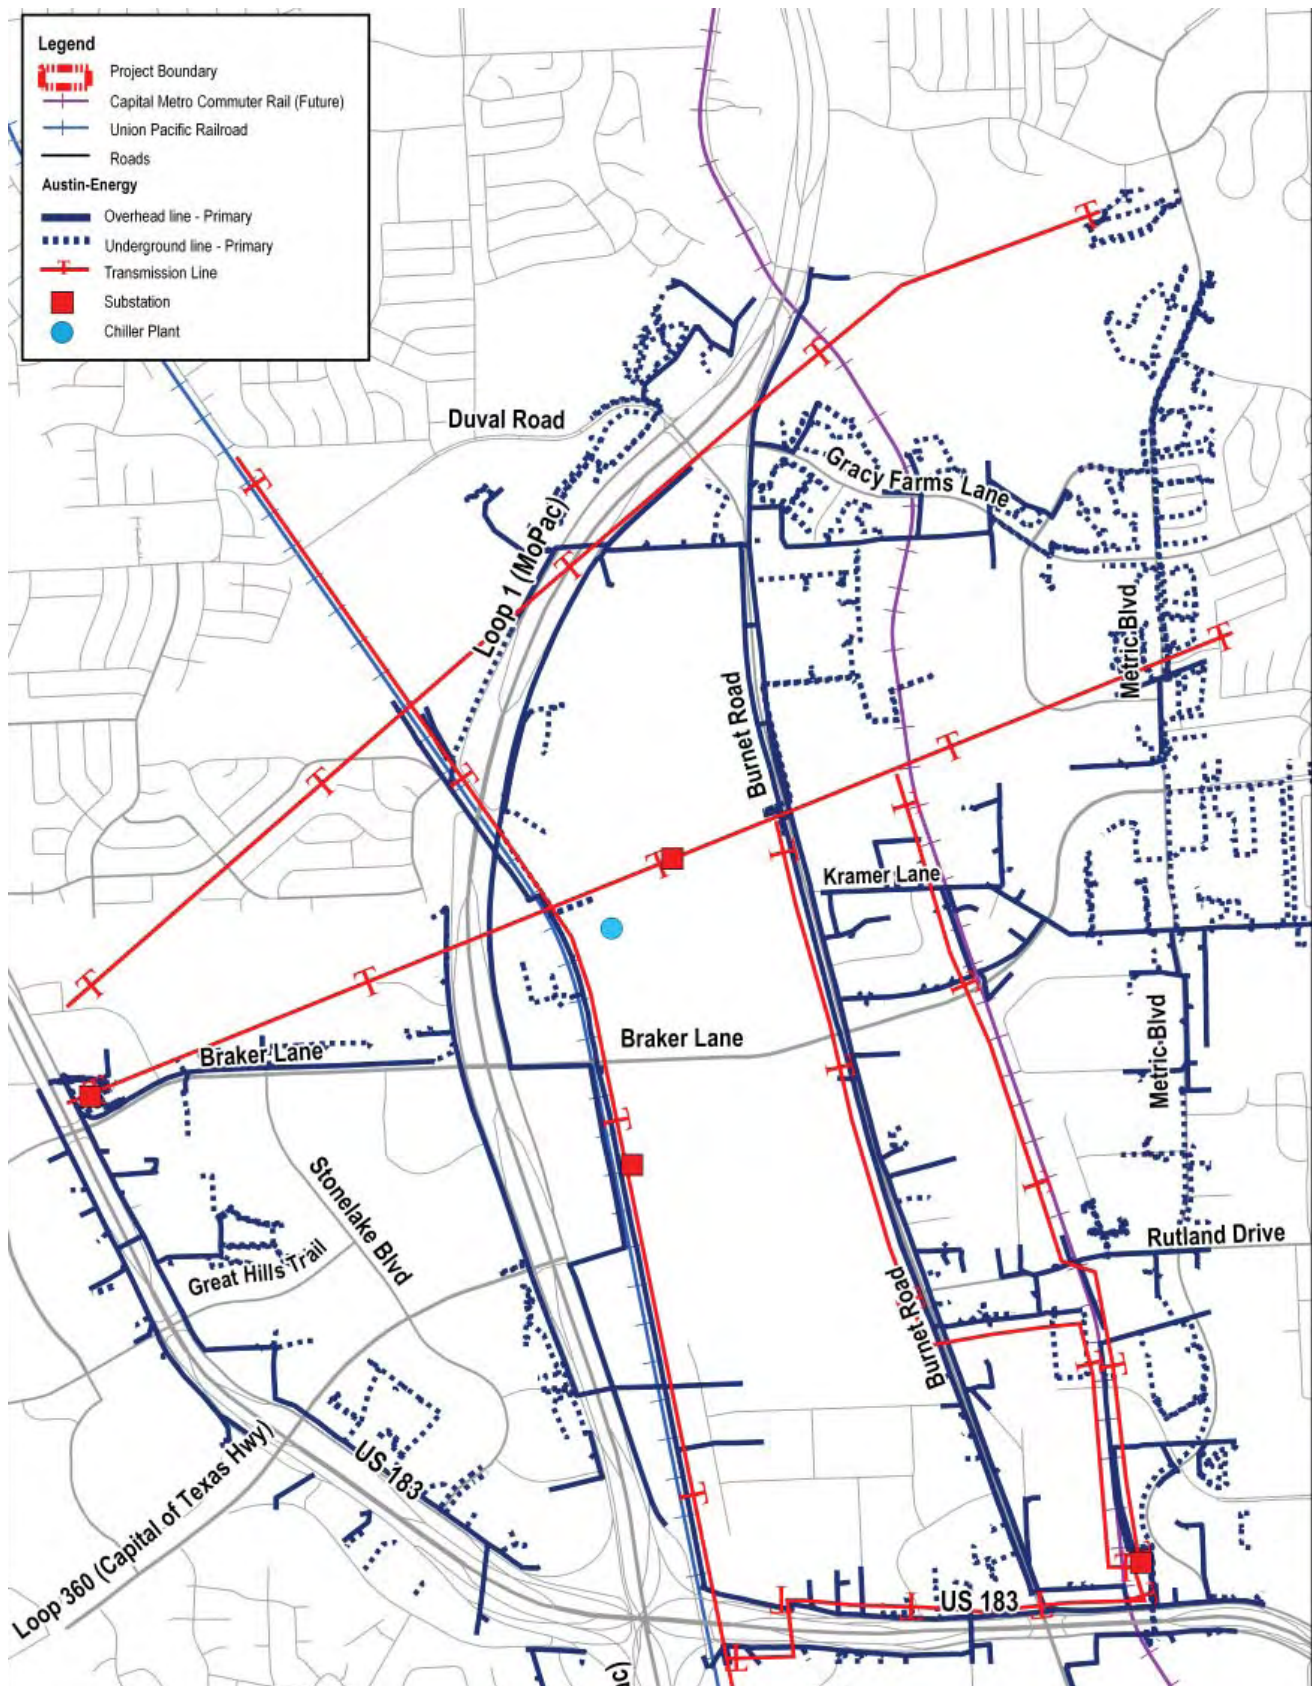 Legend
Project Boundary
Capital Metro Commuter Rail (Future)
Union Pacific Railroad
Roads
Austin-Energy
Overhead line - Primary
Underground line - Primary
T
Transmission Line
Substation
Chiller Plant
T
T
Duval Road
Gracy Farms Lane
T
Loop 1 (MoPac)
T
Metric Blvd
T
Burnet Road
T
T
T
T
T
T
Kramer Lane
T
T
T
T
Metric Blvd
Braker Lane
Braker Lane
T
T
Stonelake Blvd
T
Rutland Drive
Great Hills Trail
Burnet Road
T
T
US 183
Loop 360 (Capital of Texas Hwy)
T
T
T
T
US 183
T
T
c)